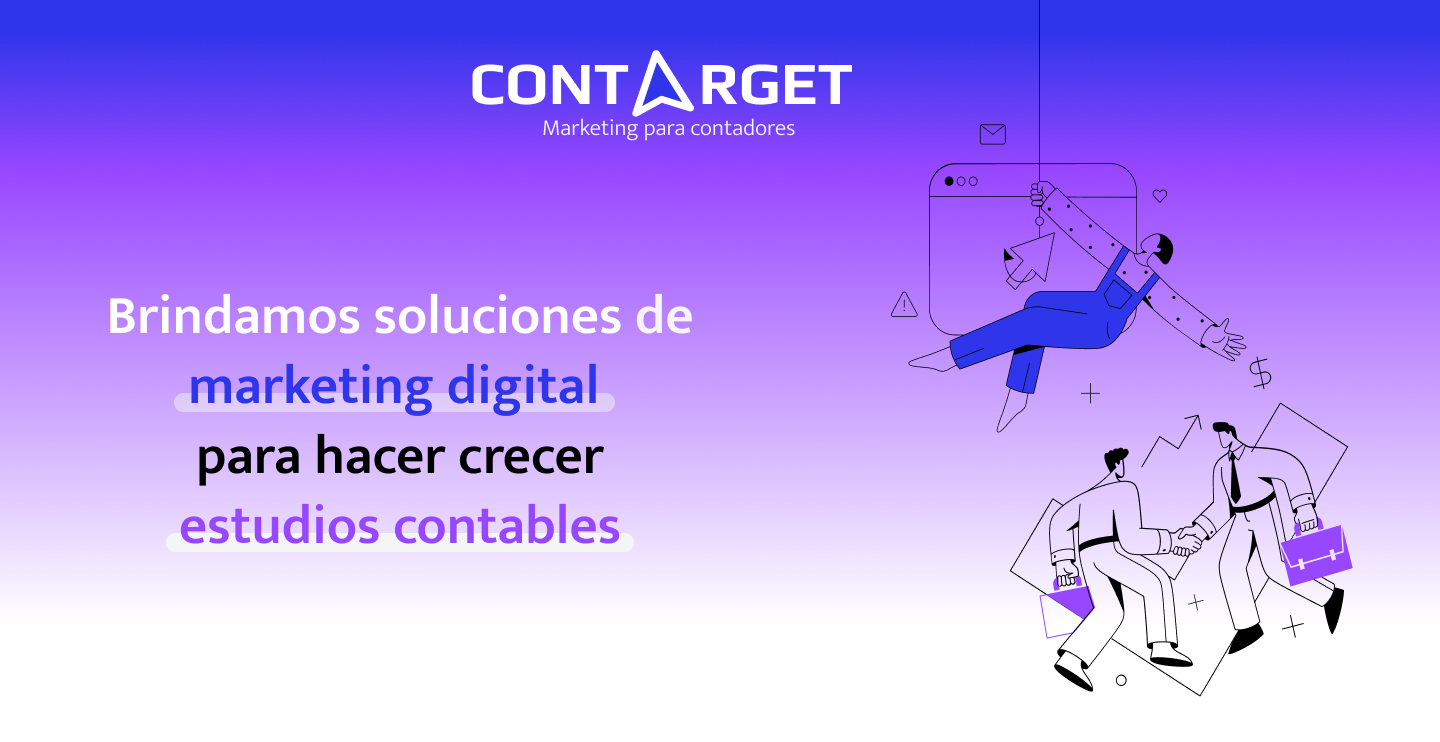 CONTARGET
Marketing para contadores
Brindamos soluciones de
marketing digital
para hacer crecer
estudios contables